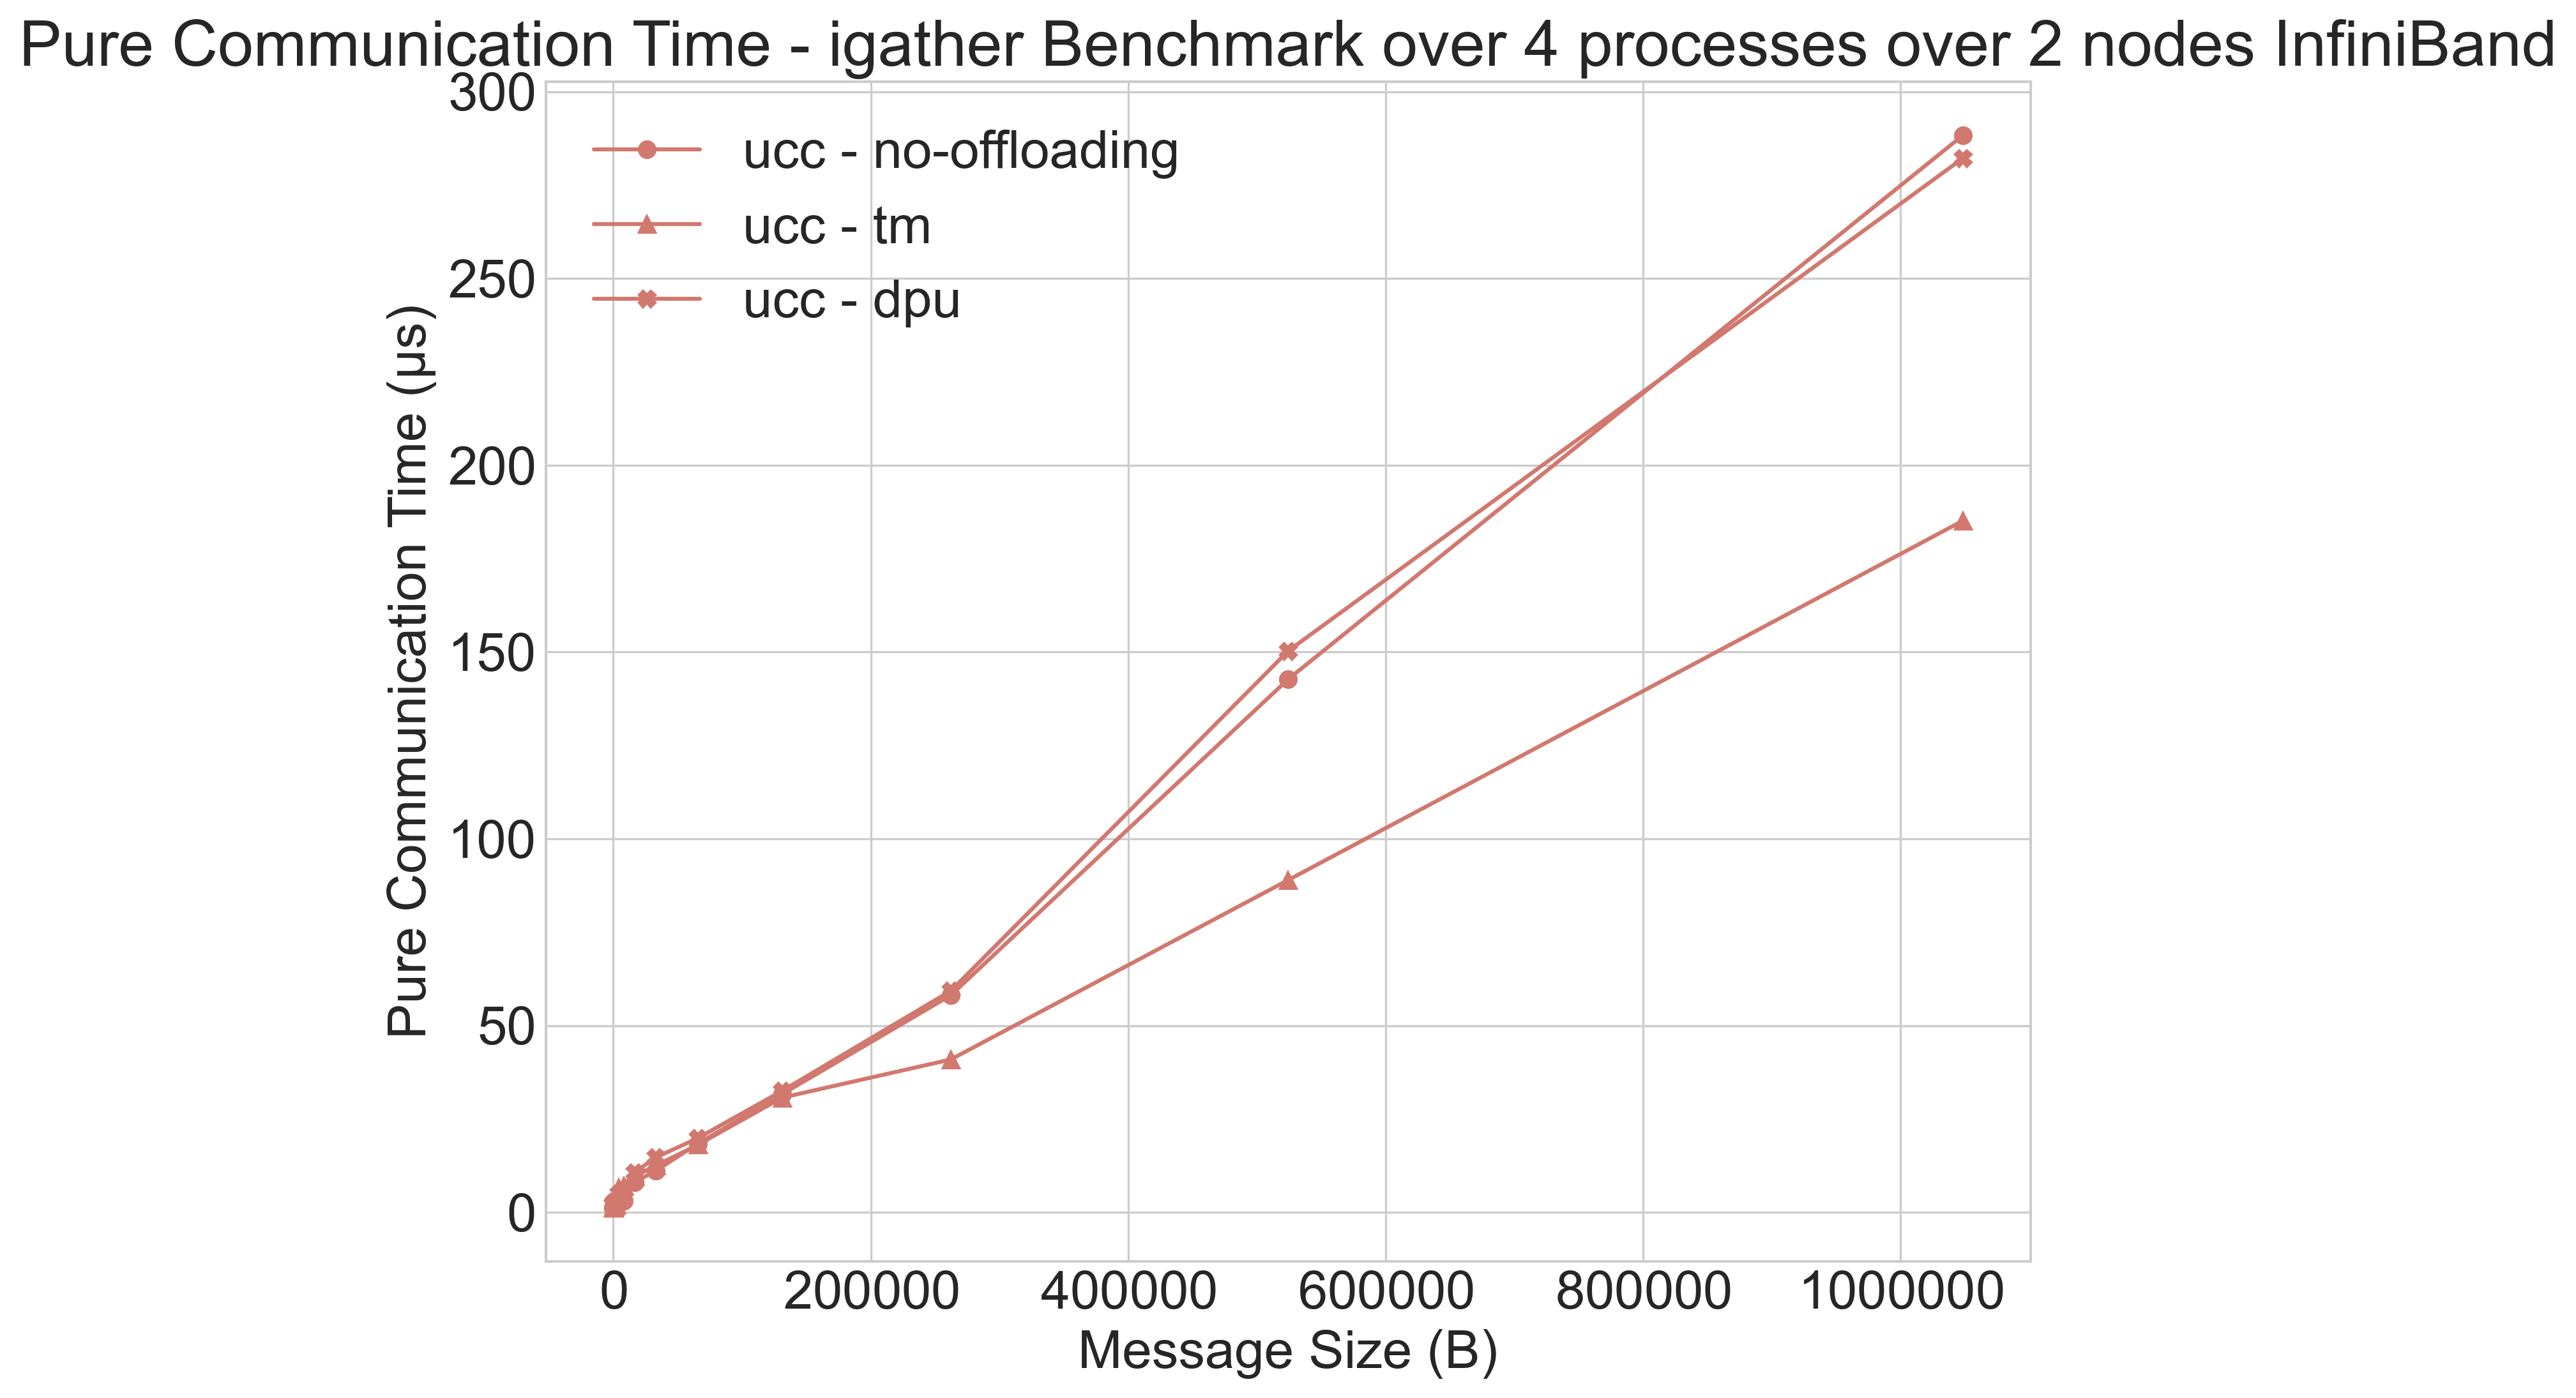 Pure Communication Time - igather Benchmark over 4 processes over 2 nodes InfiniBand
300
250
200
150
100
50
0
Pure Communication Time (µs)
ucc - no-offloading
ucc - tm
ucc - dpu
0 200000 400000 600000 800000 1000000
Message Size (B)